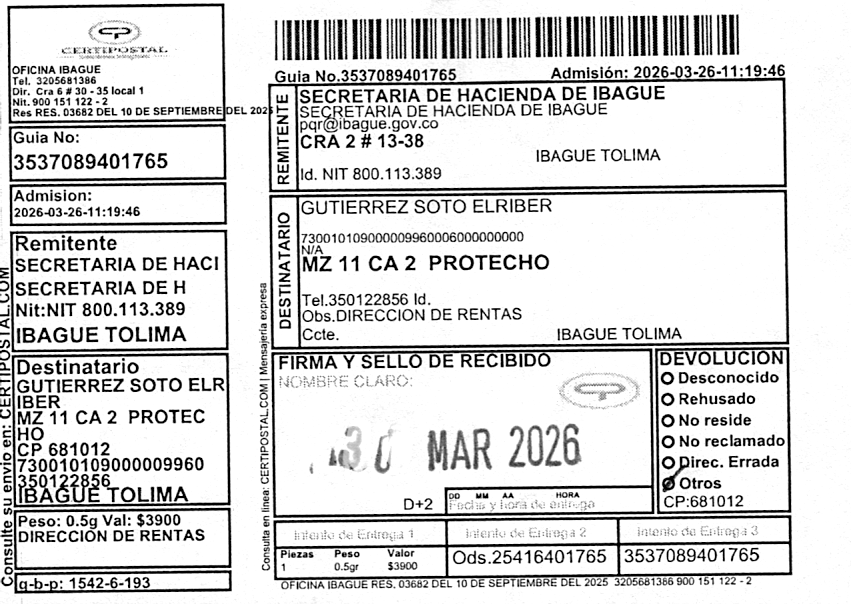 CERTIPOSTAL
OFICINA IBAGUE
Tel. 3205681386
Dir. Cra 6 # 30 - 35 local 1
Nit. 900 151 122 - 2
Res RES. 03682 DEL 10 DE SEPTIEMBRE DEL 2025
Guia No:
3537089401765
Admision:
2026-03-26-11:19:46
Remitente
SECRETARIA DE HACI
SECRETARIA DE H
Nit:NIT 800.113.389
IBAGUE TOLIMA
Destinatario
GUTIERREZ SOTO ELR
IBER
MZ 11 CA 2 PROTEC
HO
CP 681012
730010109000009960
350122856
IBAGUE TOLIMA
Peso: 0.5g Val: $3900
DIRECCIÓN DE RENTAS
q-b-p: 1542-6-193
Consulte su envio en: CERTIPOSTAL.COM
Guia No.3537089401765
Admisión: 2026-03-26-11:19:46
REMITENTE
SECRETARIA DE HACIENDA DE IBAGUE
SECRETARIA DE HACIENDA DE IBAGUE
pqr@ibague.gov.co
CRA 2 # 13-38
IBAGUE TOLIMA
Id. NIT 800.113.389
DESTINATARIO
GUTIERREZ SOTO ELRIBER
730010109000009960006000000000
N/A
MZ 11 CA 2 PROTECHO
Tel.350122856 Id.
Obs.DIRECCION DE RENTAS
Ccte.
IBAGUE TOLIMA
Consulta en linea: CERTIPOSTAL.COM | Mensajería expresa
FIRMA Y SELLO DE RECIBIDO
NOMBRE CLARO:
30 MAR 2026
D+2
DD MM AA HORA
Fecha y hora de entrega
DEVOLUCION
Desconocido
Rehusado
No reside
No reclamado
Direc. Errada
Otros
CP:681012
Intento de Entrega 1
Intento de Entrega 2
Intento de Entrega 3
Piezas Peso Valor
1 0.5gr $3900
Ods.25416401765
3537089401765
OFICINA IBAGUE RES. 03682 DEL 10 DE SEPTIEMBRE DEL 2025 3205681386 900 151 122 - 2